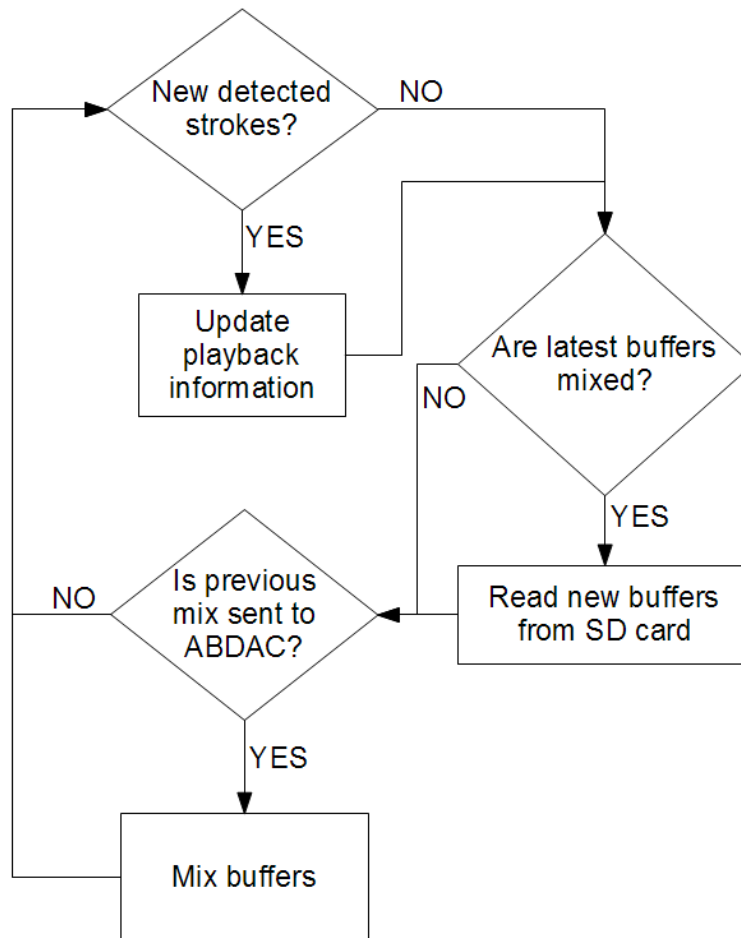 New detected
strokes?
NO
YES
Update
playback
information
Are latest buffers
mixed?
NO
YES
Read new buffers
from SD card
Is previous
mix sent to
ABDAC?
NO
YES
Mix buffers